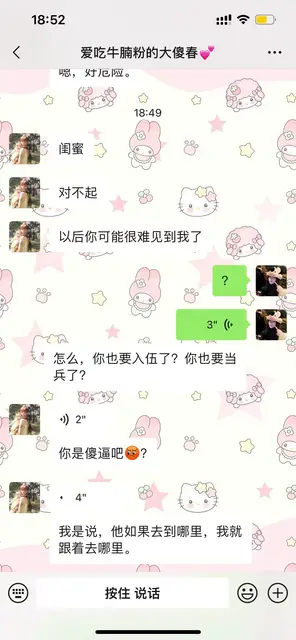 18:52
爱吃牛腩粉的大傻春💕
嗯，好危险。
18:49
闺蜜
对不起
以后你可能很难见到我了
？
3"
怎么，你也要入伍了？你也要当
兵了？
2"
你是傻逼吧😡？
4"
我是说，他如果去到哪里，我就
跟着去哪里。
按住 说话